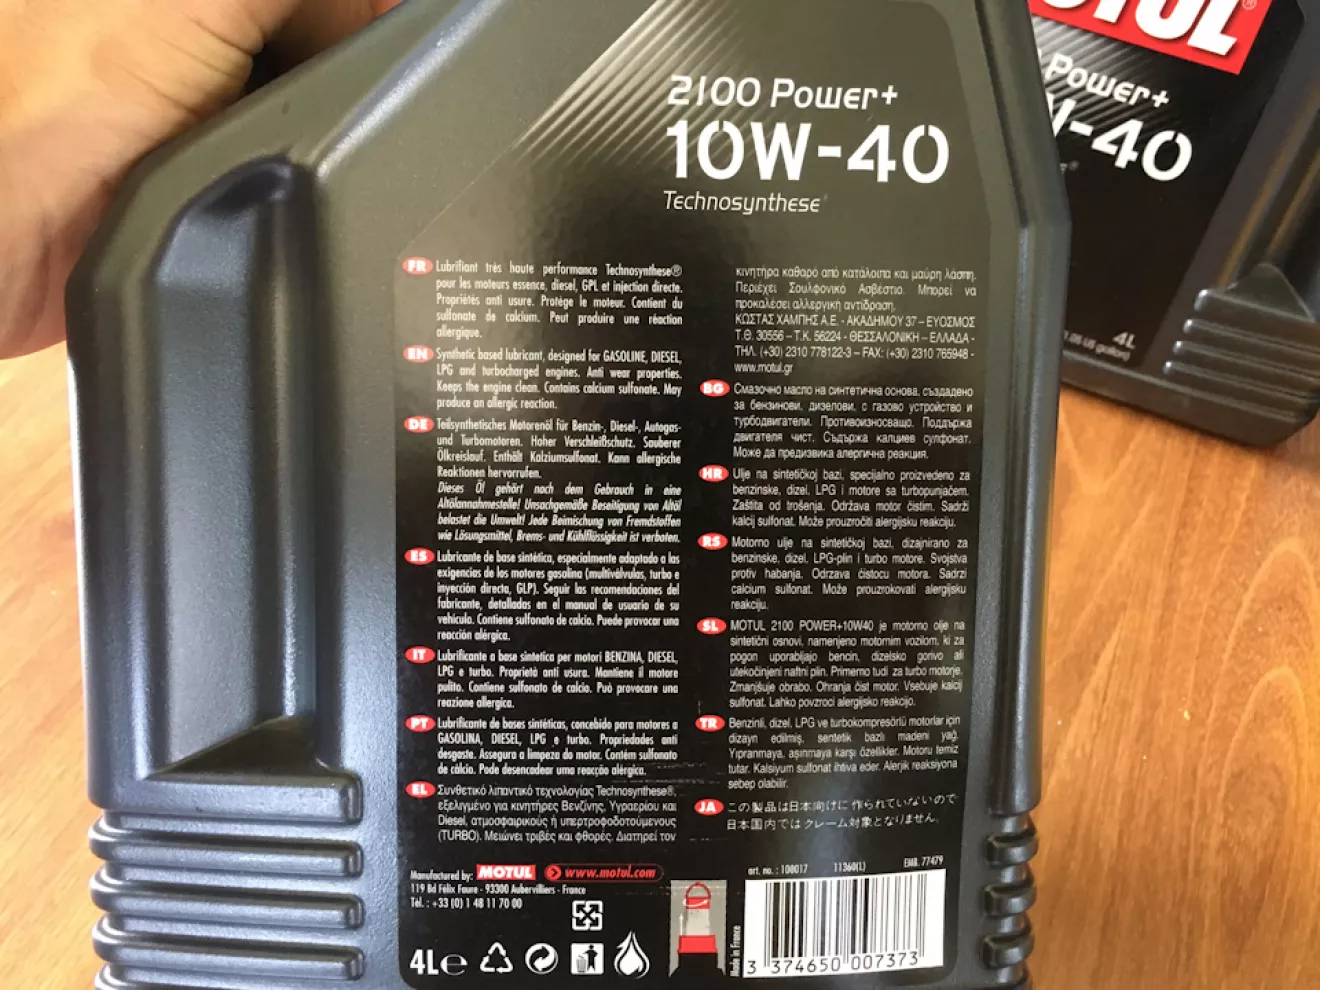 2100 Power+
10W-40
Technosynthese®
FR Lubrifiant très haute performance Technosynthese®
pour les moteurs essence, diesel, GPL et injection directe.
Propriétés anti usure. Protège le moteur. Contient du
sulfonate de calcium. Peut produire une réaction
allergique.
EN Synthetic based lubricant, designed for GASOLINE, DIESEL,
LPG and turbocharged engines. Anti wear properties.
Keeps the engine clean. Contains calcium sulfonate. May
produce an allergic reaction.
DE Teilsynthetisches Motorenöl für Benzin-, Diesel-, Autogas-
und Turbomotoren. Hoher Verschleißschutz. Sauberer
Ölkreislauf. Enthält Kalziumsulfonat. Kann allergische
Reaktionen hervorrufen.
Dieses Öl gehört nach dem Gebrauch in eine
Altölannahmestelle! Unsachgemäße Beseitigung von Altöl
belastet die Umwelt! Jede Beimischung von Fremdstoffen
wie Lösungsmittel, Brems- und Kühlflüssigkeit ist verboten.
ES Lubricante de base sintética, especialmente adaptado a las
exigencias de los motores gasolina (multiválvulas, turbo e
inyección directa, GLP). Seguir las recomendaciones del
fabricante, detalladas en el manual de usuario de su
vehículo. Contiene sulfonato de calcio. Puede provocar una
reacción alérgica.
IT Lubrificante a base sintetica per motori BENZINA, DIESEL,
LPG e turbo. Proprietà anti usura. Mantiene il motore
pulito. Contiene sulfonato de calcio. Può provocare una
reazione allergica.
PT Lubrificante de bases sintéticas, concebido para motores a
GASOLINA, DIESEL, LPG e turbo. Propriedades anti
desgaste. Assegura a limpeza do motor. Contém sulfonato
de cálcio. Pode desencadear uma reacção alérgica.
EL Συνθετικό λιπαντικό τεχνολογίας Technosynthese®,
εξελιγμένο για κινητήρες Βενζίνης, Υγραερίου και
Diesel, ατμοσφαιρικούς ή υπερτροφοδοτούμενους
(TURBO). Μειώνει τριβές και φθορές. Διατηρεί τον
κινητήρα καθαρό από κατάλοιπα και μαύρη λάσπη.
Περιέχει Σουλφονικό Ασβέστιο. Μπορεί να
προκαλέσει αλλεργική αντίδραση.
ΚΩΣΤΑΣ ΧΑΜΠΗΣ Α.Ε. - ΑΚΑΔΗΜΟΥ 37 – ΕΥΟΣΜΟΣ
Τ.Θ. 30556 – Τ.Κ. 56224 - ΘΕΣΣΑΛΟΝΙΚΗ – ΕΛΛΑΔΑ -
ΤΗΛ. (+30) 2310 778122-3 – FAX: (+30) 2310 765948 -
www.motul.gr
BG Смазочно масло на синтетична основа, създадено
за бензинови, дизелови, с газово устройство и
турбодвигатели. Противоизносващо. Поддържа
двигателя чист. Съдържа калциев сулфонат.
Може да предизвика алергична реакция.
HR Ulje na sintetičkoj bazi, specijalno proizvedeno za
benzinske, dizel, LPG i motore sa turbopunjačem.
Zaštita od trošenja. Održava motor čistim. Sadrži
kalcij sulfonat. Može prouzročiti alergijsku reakciju.
RS Motorno ulje na sintičkoj bazi, dizajnirano za
benzinske, dizel, LPG-plin i turbo motore. Svojstva
protiv habanja. Odrzava čistocu motora. Sadrzi
calcium sulfonat. Može prouzrokovati alergijsku
reakciju.
SL MOTUL 2100 POWER+10W40 je motorno olje na
sintetični osnovi, namenjeno motornim vozilom, ki za
pogon uporabljajo bencin, dizelsko gorivo ali
utekočinjeni naftni plin. Primerno tudi za turbo motorje.
Zmanjšuje obrabo. Ohranja čist motor. Vsebuje kalcij
sulfonat. Lahko povzroci alergijsko reakcijo.
TR Benzinli, dizel, LPG ve turbokompresörlü motorlar için
dizayn edilmiş, sentetik bazlı madeni yağ.
Yıpranmaya, aşınmaya karşı özellikler. Motoru temiz
tutar. Kalsiyum sulfonat ihtiva eder. Alerjik reaksiyona
sebep olabilir.
JA この製品は日本向けに作られていないので
日本国内ではクレーム対象となりません。
Manufactured by: MOTUL www.motul.com
119 Bd Félix Faure - 93300 Aubervilliers - France
Tél. : +33 (0) 1 48 11 70 00
4L e
art. no. : 100017 11360(L) EMB. 77479
Made in France
3 374650 007373
MOTUL®
Power+
W-40
4L